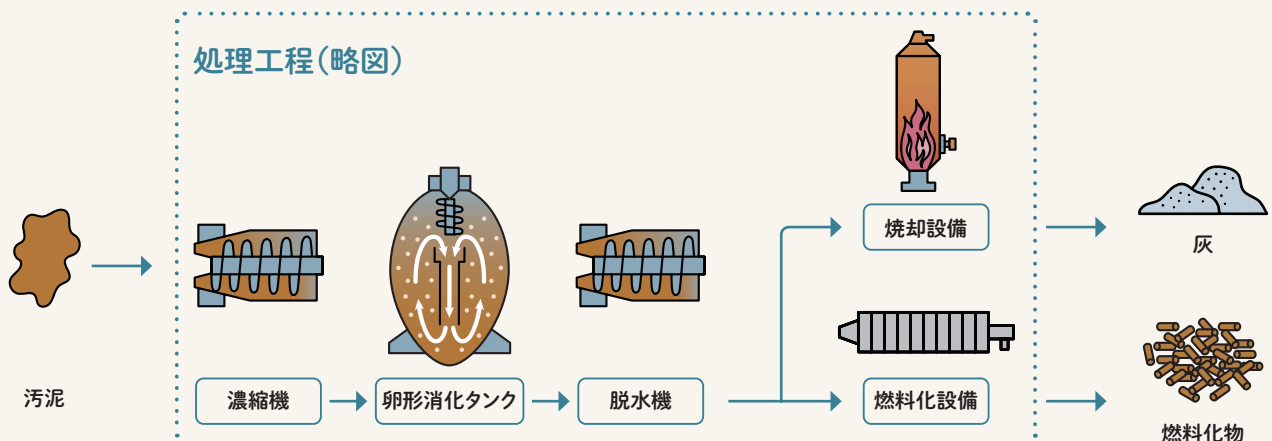 処理工程（略図）
焼却設備
灰
汚泥
濃縮機
卵形消化タンク
脱水機
燃料化設備
燃料化物